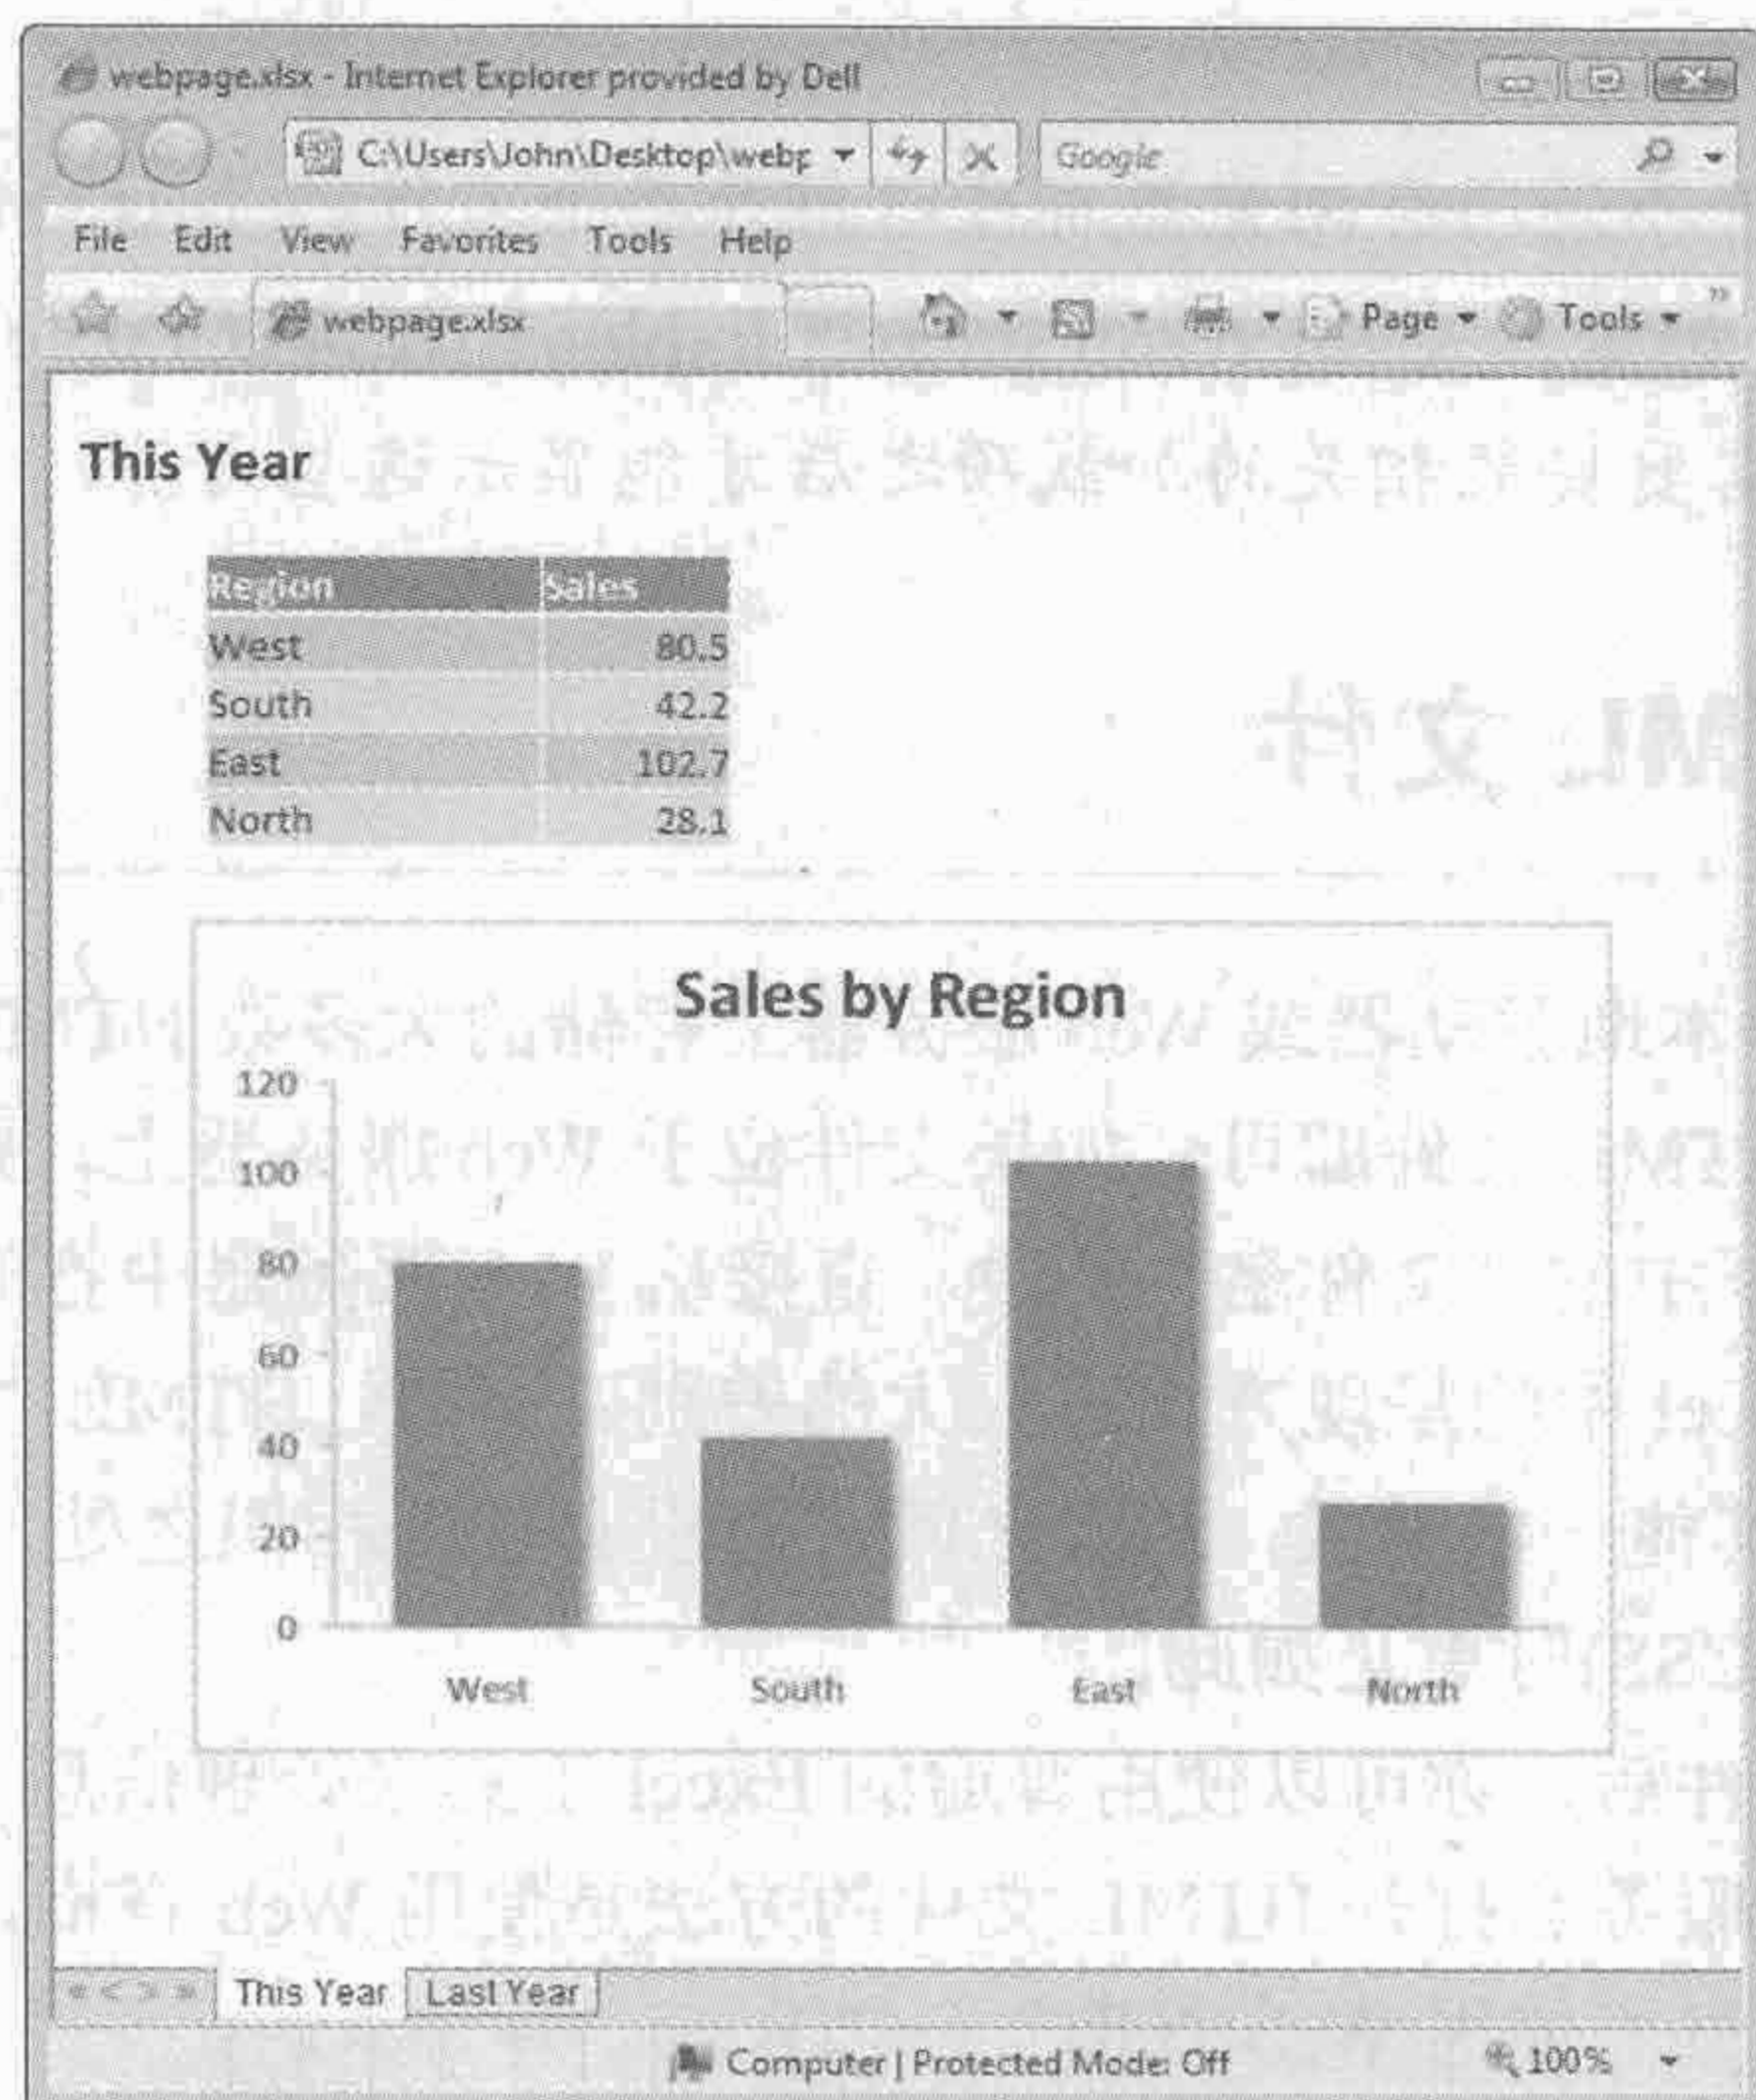 webpage.xlsx - Internet Explorer provided by Dell
C:\Users\John\Desktop\webp
Google
File Edit View Favorites Tools Help
webpage.xlsx
Page Tools
This Year
Region Sales
West 80.5
South 42.2
East 102.7
North 28.1
Sales by Region
120
100
80
60
40
20
0
West South East North
This Year Last Year
Computer | Protected Mode: Off
100%